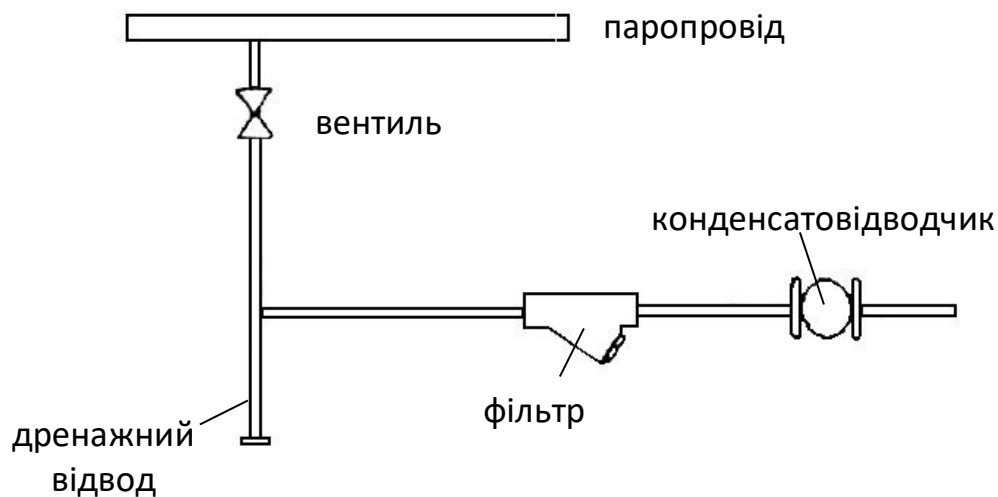 паропровід
вентиль
конденсатовідводчик
фільтр
дренажний
відвод